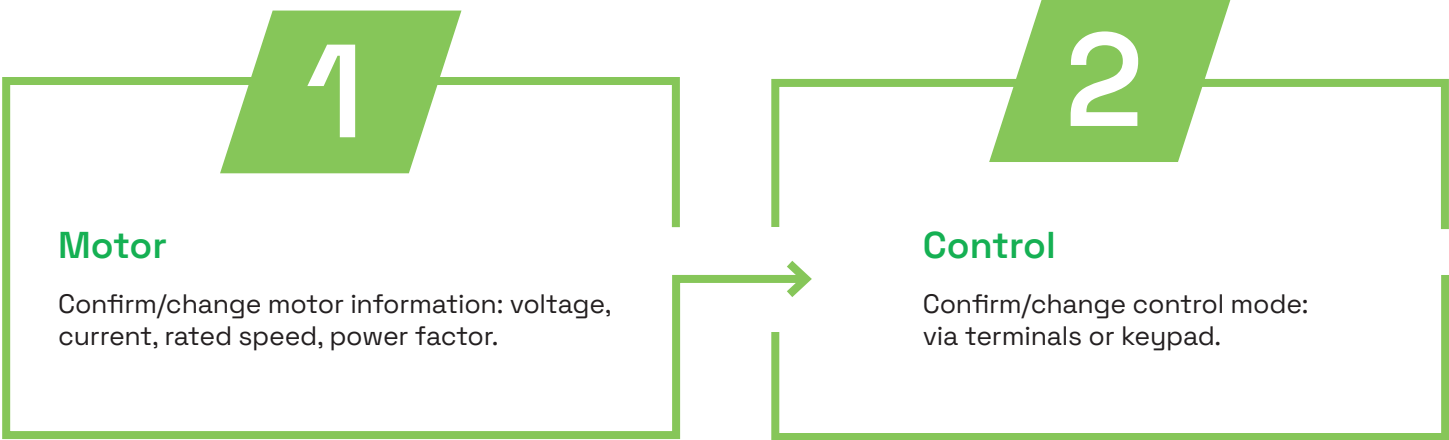 1
Motor
Confirm/change motor information: voltage,
current, rated speed, power factor.
2
Control
Confirm/change control mode:
via terminals or keypad.